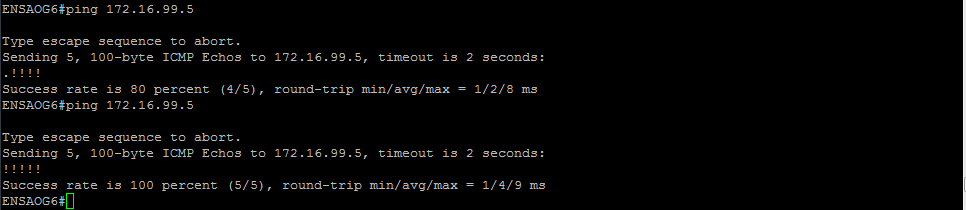 ENSAOG6#ping 172.16.99.5
Type escape sequence to abort.
Sending 5, 100-byte ICMP Echos to 172.16.99.5, timeout is 2 seconds:
.!!!!
Success rate is 80 percent (4/5), round-trip min/avg/max = 1/2/8 ms
ENSAOG6#ping 172.16.99.5
Type escape sequence to abort.
Sending 5, 100-byte ICMP Echos to 172.16.99.5, timeout is 2 seconds:
!!!!!
Success rate is 100 percent (5/5), round-trip min/avg/max = 1/4/9 ms
ENSAOG6#